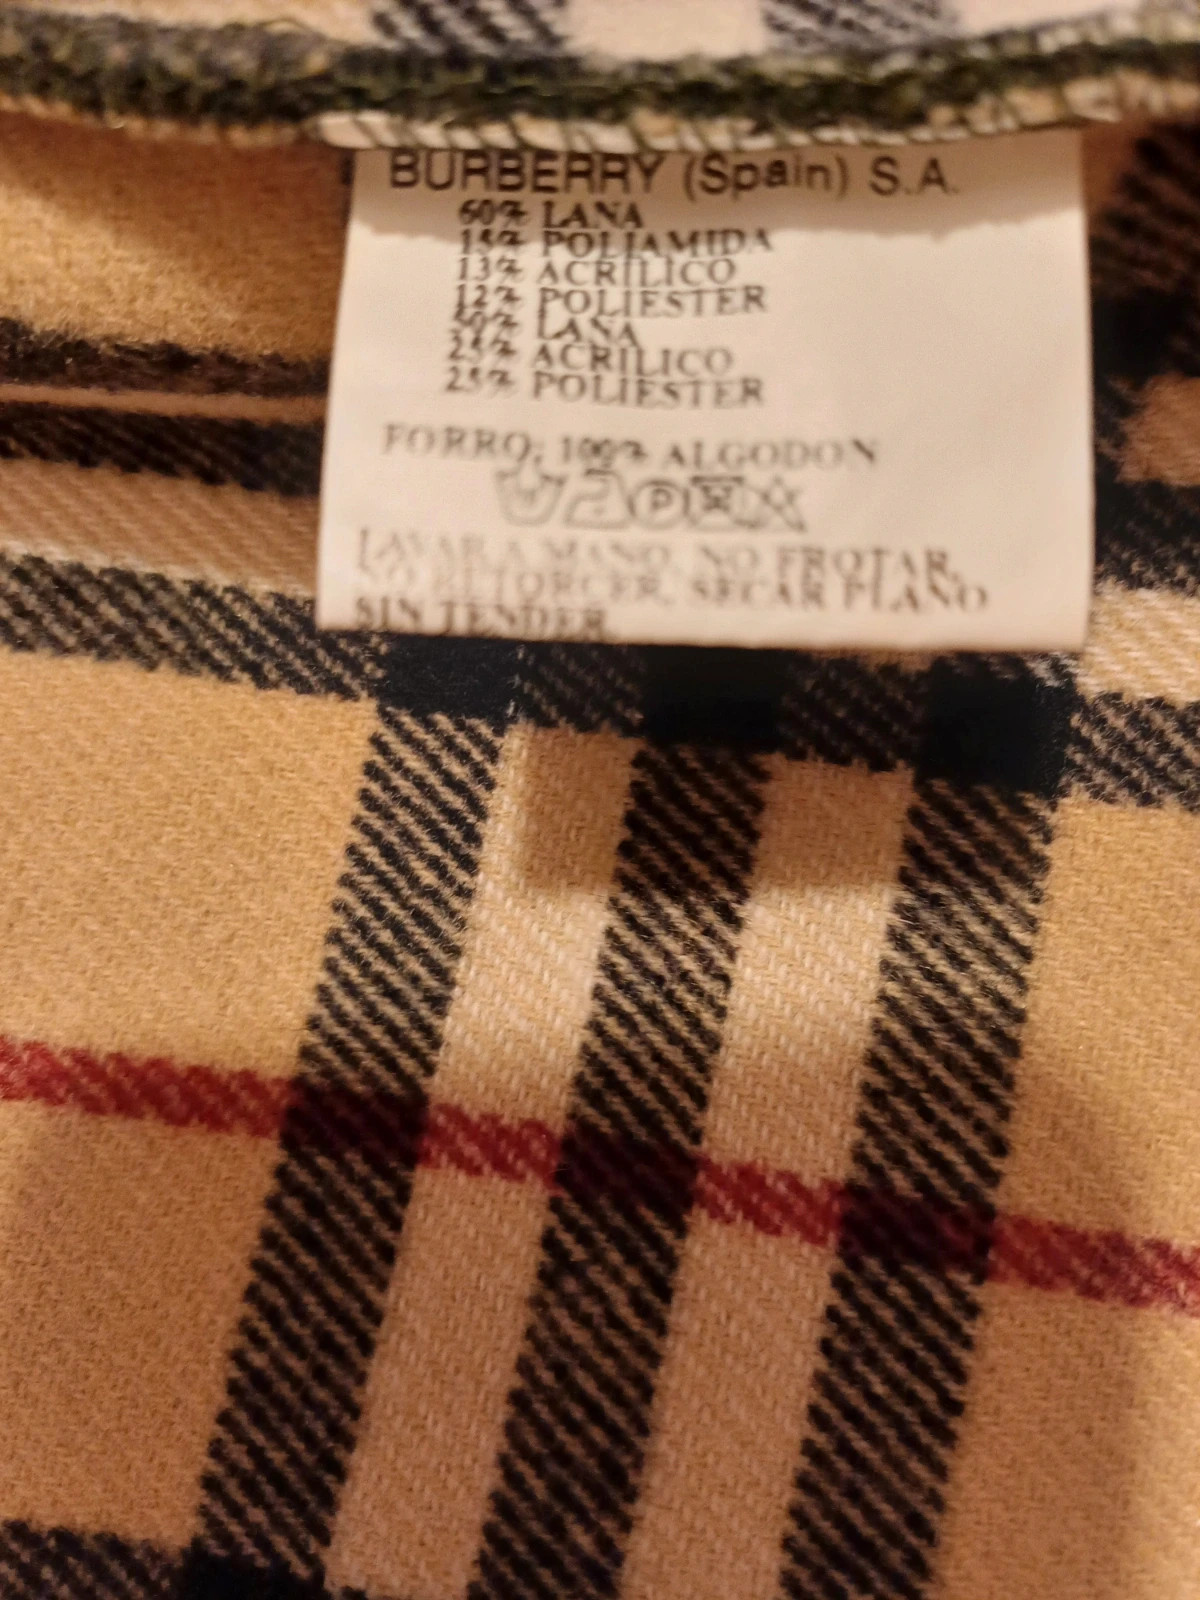 BURBERRY (Spain) S.A.
60% LANA
15% POLIAMIDA
13% ACRILICO
12% POLIESTER
50% LANA
25% ACRILICO
25% POLIESTER
FORRO; 100% ALGODON
LAVAR A MANO, NO FROTAR,
NO RETORCER, SECAR PLANO
SIN TENDER